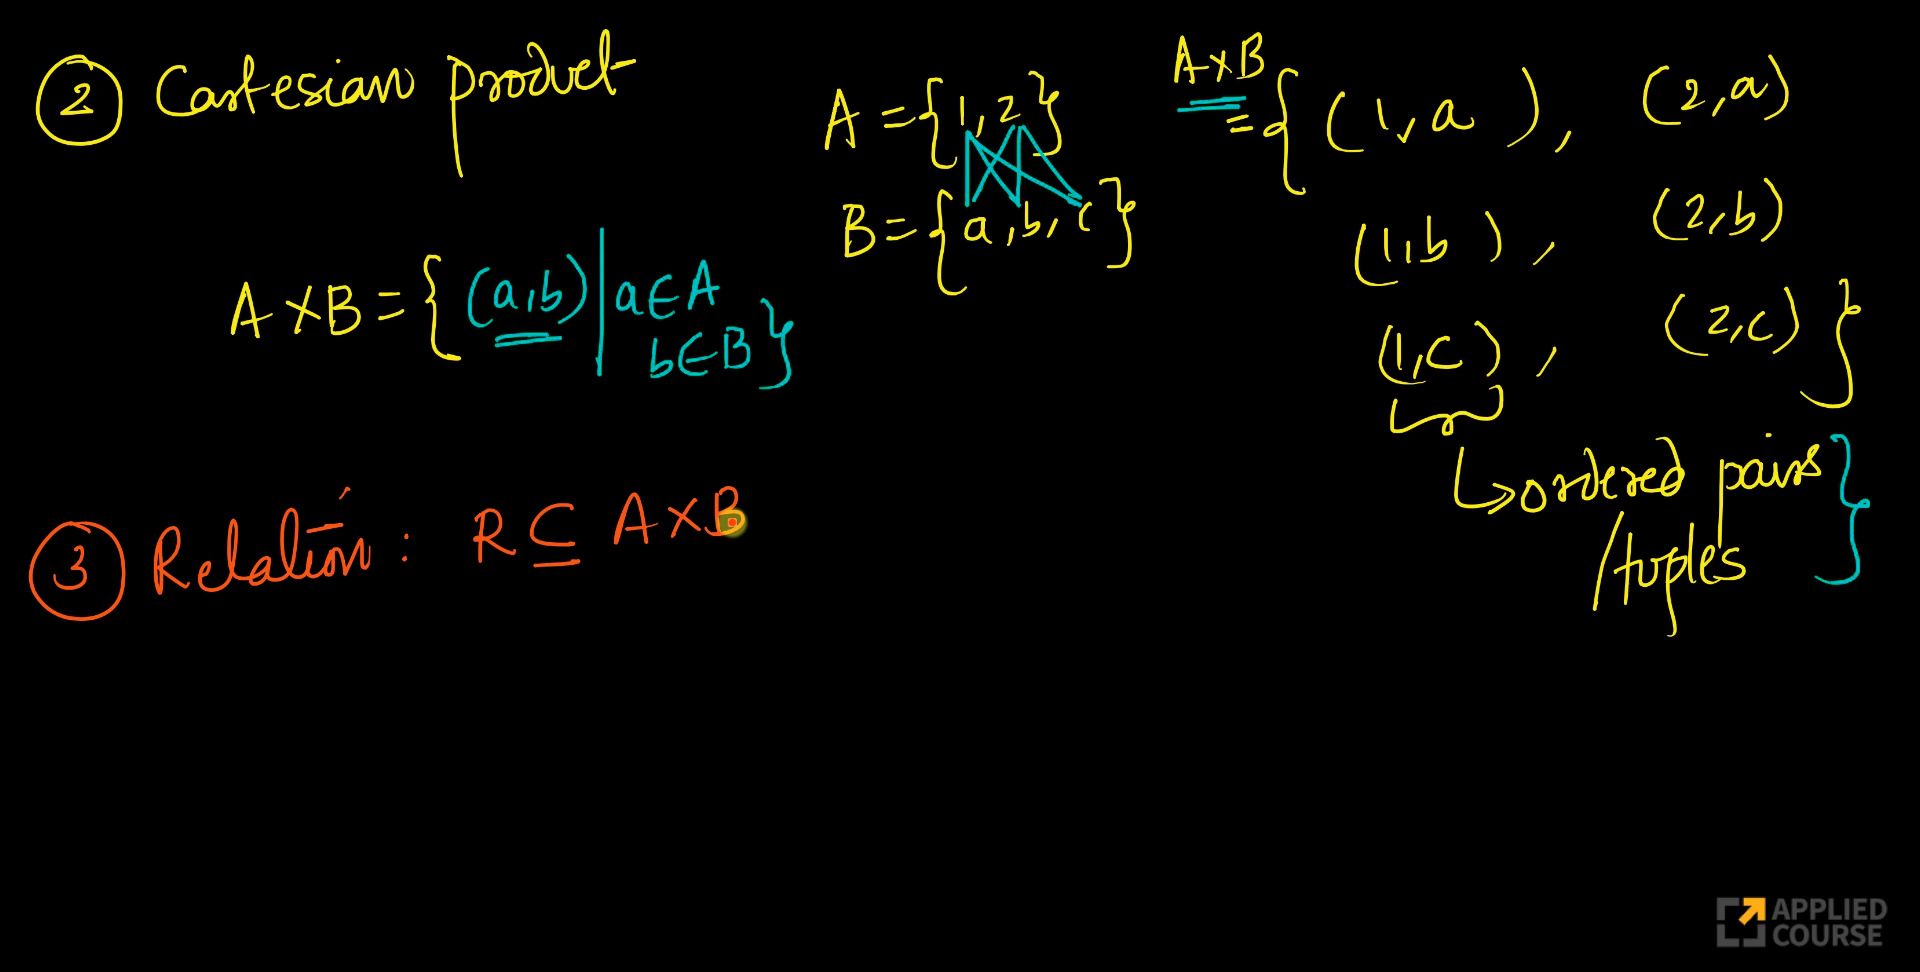 ② Cartesian product
A = {1, 2}
B = {a, b, c}
A×B = {(a,b) | a∈A
b∈B}
A×B
= {(1, a), (2, a)
(1, b), (2, b)
(1, c), (2, c)}
↳ ordered pairs
/tuples
③ Relation : R ⊆ A×B
APPLIED
COURSE